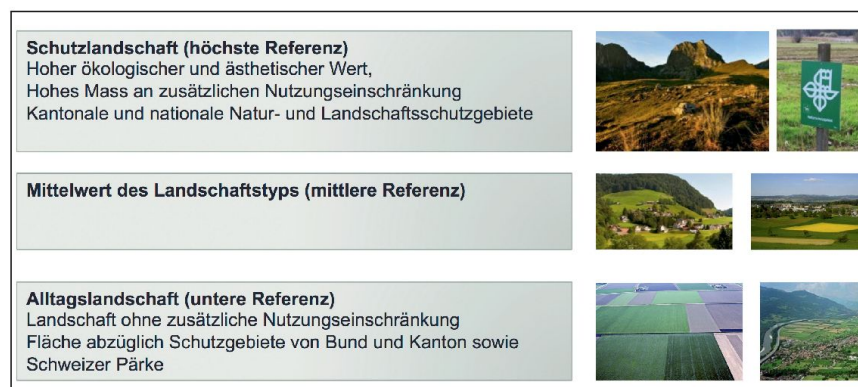 Schutzlandschaft (höchste Referenz)
Hoher ökologischer und ästhetischer Wert,
Hohes Mass an zusätzlichen Nutzungseinschränkung
Kantonale und nationale Natur- und Landschaftsschutzgebiete
Mittelwert des Landschaftstyps (mittlere Referenz)
Alltagslandschaft (untere Referenz)
Landschaft ohne zusätzliche Nutzungseinschränkung
Fläche abzüglich Schutzgebiete von Bund und Kanton sowie
Schweizer Pärke